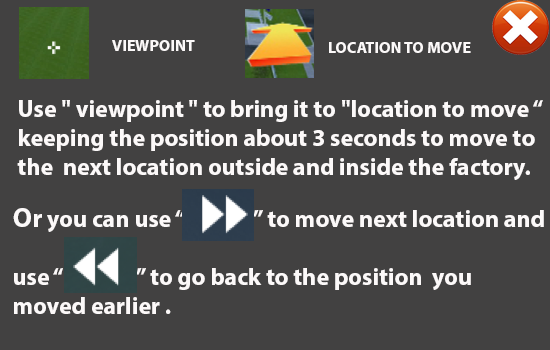 VIEWPOINT
LOCATION TO MOVE
Use " viewpoint " to bring it to "location to move “
keeping the position about 3 seconds to move to
the next location outside and inside the factory.
Or you can use “ ” to move next location and
use “ ” to go back to the position you
moved earlier .